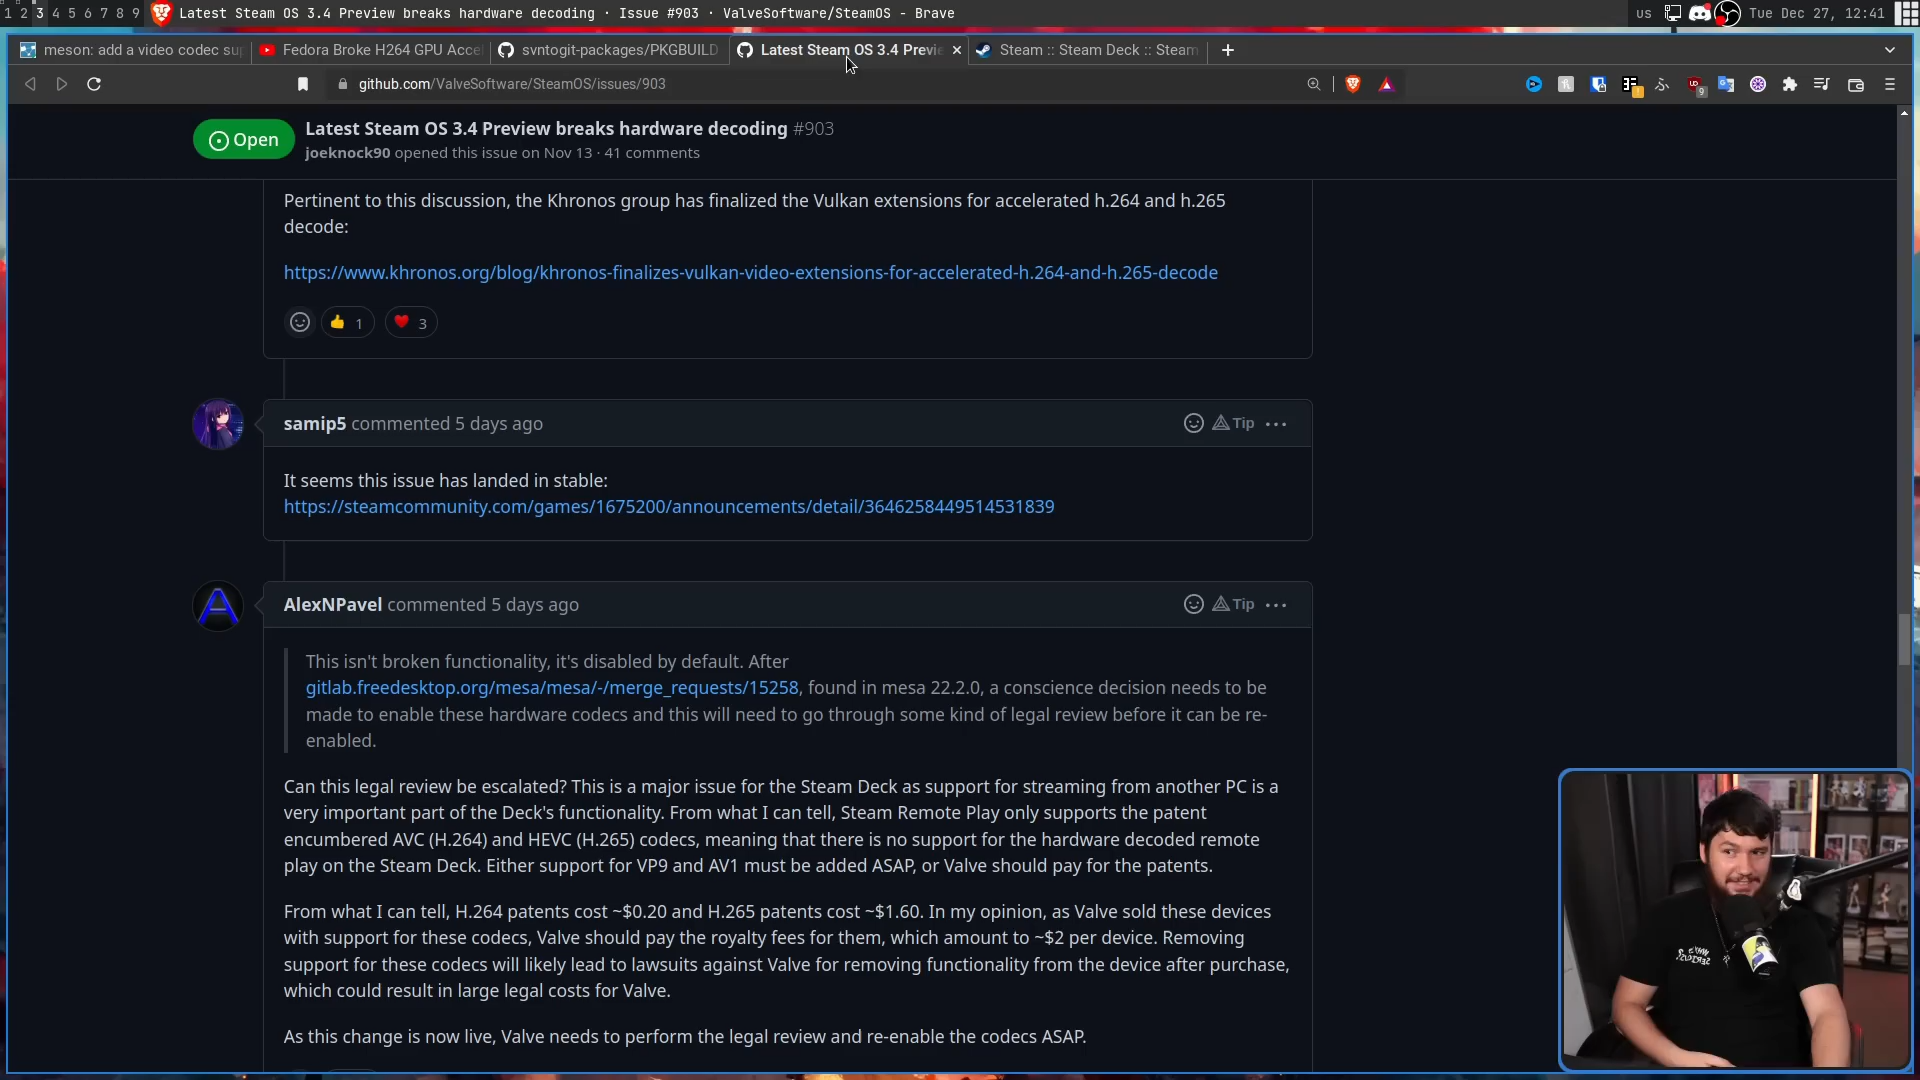 1 2 3 4 5 6 7 8 9 Latest Steam OS 3.4 Preview breaks hardware decoding · Issue #903 · ValveSoftware/SteamOS - Brave us Tue Dec 27, 12:41
meson: add a video codec su Fedora Broke H264 GPU Acce svntogit-packages/PKGBUILD Latest Steam OS 3.4 Previe Steam :: Steam Deck :: Steam
github.com/ValveSoftware/SteamOS/issues/903
Open
Latest Steam OS 3.4 Preview breaks hardware decoding #903
joeknock90 opened this issue on Nov 13 · 41 comments
Pertinent to this discussion, the Khronos group has finalized the Vulkan extensions for accelerated h.264 and h.265
decode:
https://www.khronos.org/blog/khronos-finalizes-vulkan-video-extensions-for-accelerated-h.264-and-h.265-decode
1 3
samip5 commented 5 days ago Tip
It seems this issue has landed in stable:
https://steamcommunity.com/games/1675200/announcements/detail/3646258449514531839
AlexNPavel commented 5 days ago Tip
This isn't broken functionality, it's disabled by default. After
gitlab.freedesktop.org/mesa/mesa/-/merge_requests/15258, found in mesa 22.2.0, a conscience decision needs to be
made to enable these hardware codecs and this will need to go through some kind of legal review before it can be re-
enabled.
Can this legal review be escalated? This is a major issue for the Steam Deck as support for streaming from another PC is a
very important part of the Deck's functionality. From what I can tell, Steam Remote Play only supports the patent
encumbered AVC (H.264) and HEVC (H.265) codecs, meaning that there is no support for the hardware decoded remote
play on the Steam Deck. Either support for VP9 and AV1 must be added ASAP, or Valve should pay for the patents.
From what I can tell, H.264 patents cost ~$0.20 and H.265 patents cost ~$1.60. In my opinion, as Valve sold these devices
with support for these codecs, Valve should pay the royalty fees for them, which amount to ~$2 per device. Removing
support for these codecs will likely lead to lawsuits against Valve for removing functionality from the device after purchase,
which could result in large legal costs for Valve.
As this change is now live, Valve needs to perform the legal review and re-enable the codecs ASAP.